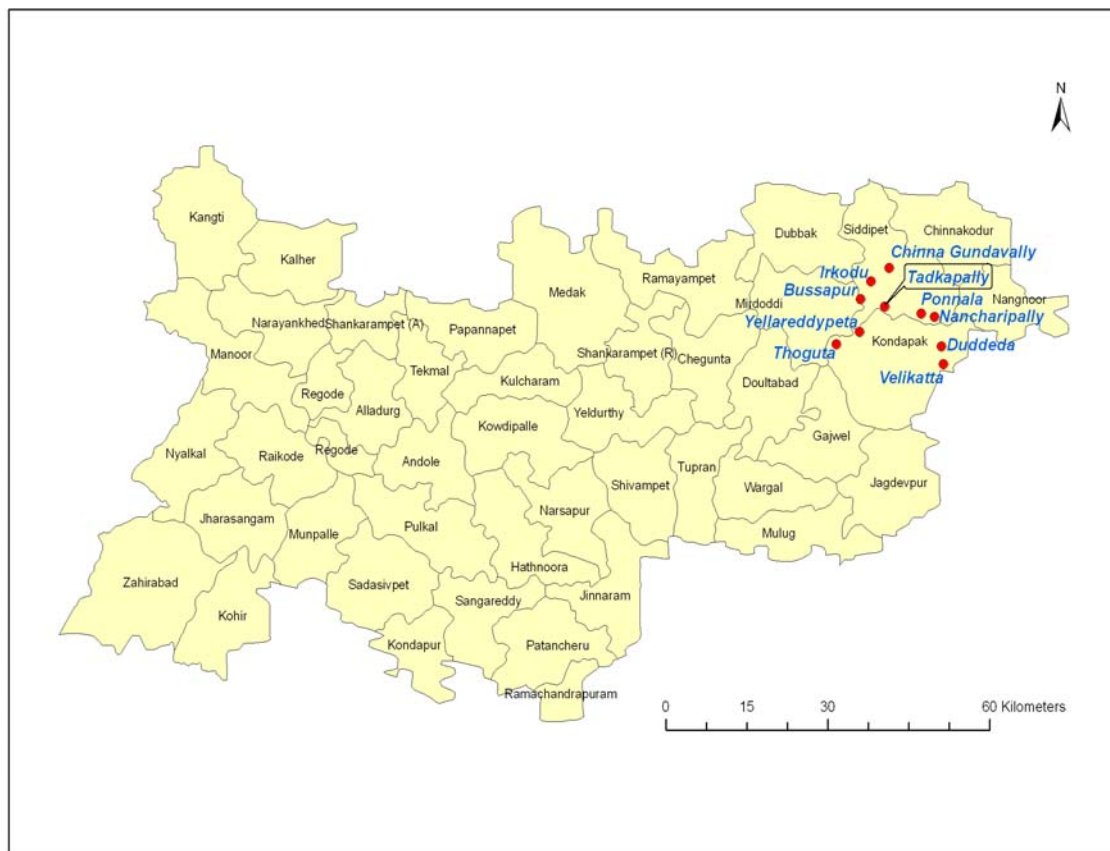 N
Kangti
Kalher
Dubbak
Siddipet
Chinnakodur
Chinna Gundavally
Irkodu
Tadkapally
Ramayampet
Medak
Bussapur
Mirdoddi
Ponnala
Nangnoor
Nancharipally
Narayankhed
Shankarampet (A)
Papannapet
Yellareddypeta
Kondapak
Duddeda
Manoor
Shankarampet (R)
Chegunta
Thoguta
Tekmal
Kulcharam
Doultabad
Velikatta
Regode
Alladurg
Yeldurthy
Kowdipalle
Gajwel
Nyalkal
Raikode
Regode
Andole
Tupran
Shivampet
Wargal
Jagdevpur
Jharasangam
Munpalle
Pulkal
Narsapur
Mulug
Zahirabad
Sadasivpet
Hathnoora
Kohir
Sangareddy
Jinnaram
Kondapur
Patancheru
Ramachandrapuram
0 15 30 60 Kilometers